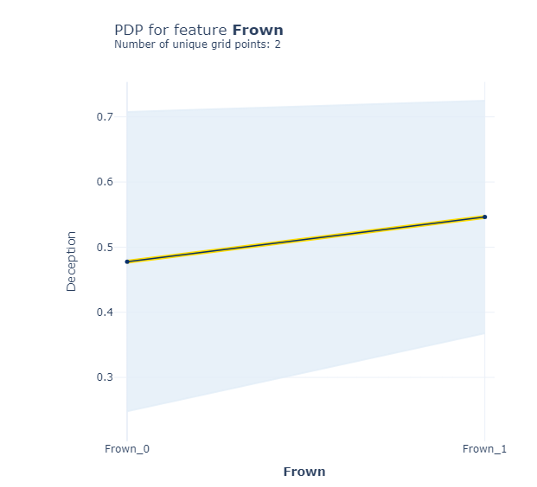 PDP for feature Frown
Number of unique grid points: 2
0.7
0.6
0.5
0.4
0.3
Deception
Frown_0
Frown_1
Frown